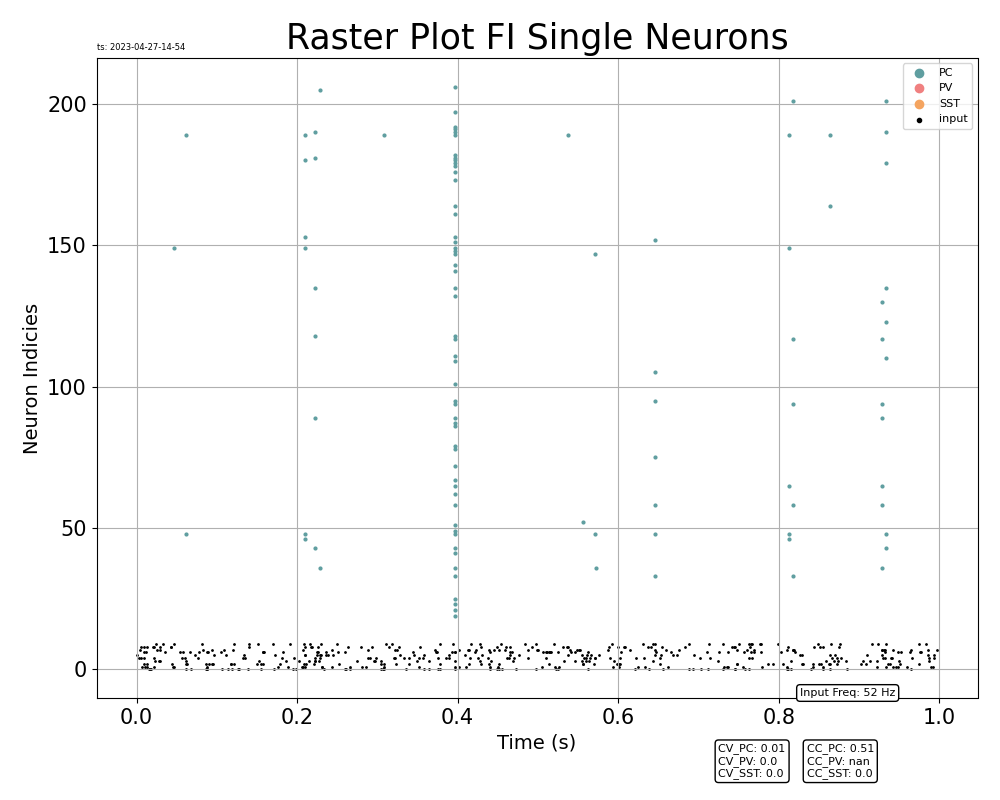 Raster Plot FI Single Neurons
ts: 2023-04-27-14-54
PC
PV
SST
input
200
150
100
50
0
Neuron Indicies
0.0 0.2 0.4 0.6 0.8 1.0
Time (s)
Input Freq: 52 Hz
CV_PC: 0.01
CV_PV: 0.0
CV_SST: 0.0
CC_PC: 0.51
CC_PV: nan
CC_SST: 0.0